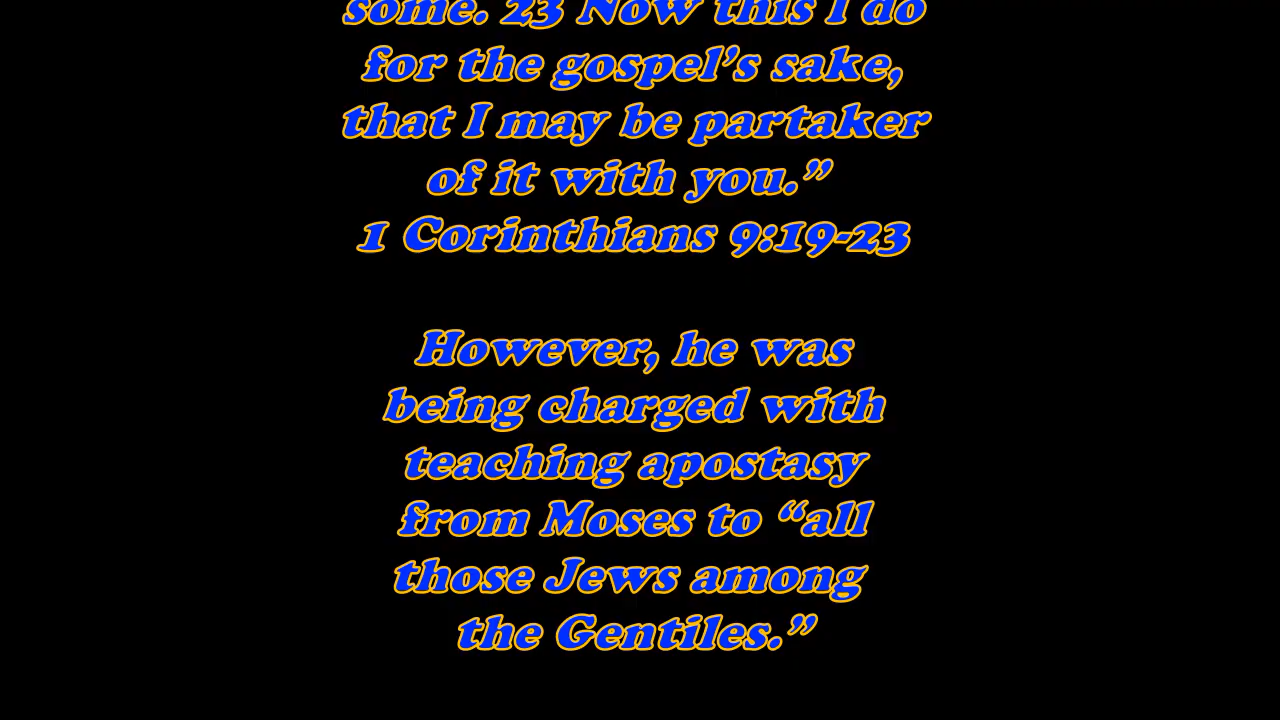 some. 23 Now this I do
for the gospel’s sake,
that I may be partaker
of it with you.”
1 Corinthians 9:19-23
However, he was
being charged with
teaching apostasy
from Moses to “all
those Jews among
the Gentiles.”